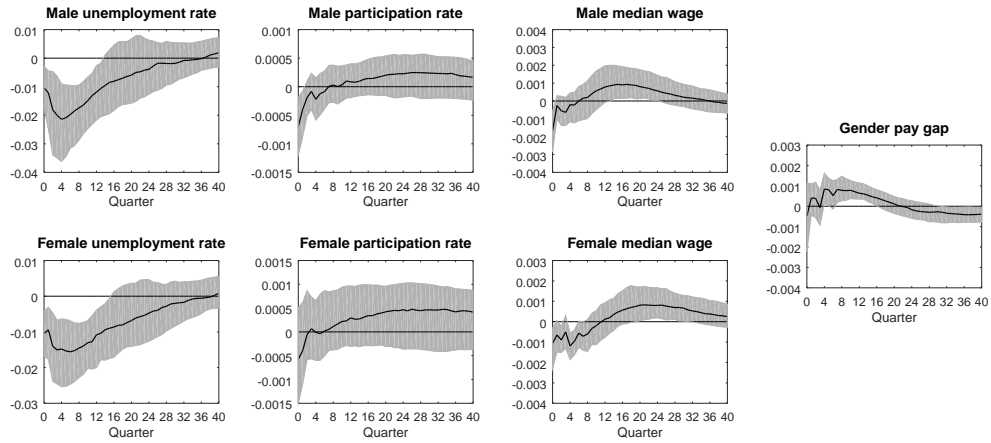 Male unemployment rate
0.01
0
-0.01
-0.02
-0.03
-0.04
0 4 8 12 16 20 24 28 32 36 40
Quarter
Male participation rate
0.001
0.0005
0
-0.0005
-0.001
-0.0015
0 4 8 12 16 20 24 28 32 36 40
Quarter
Male median wage
0.004
0.003
0.002
0.001
0
-0.001
-0.002
-0.003
-0.004
0 4 8 12 16 20 24 28 32 36 40
Quarter
Gender pay gap
0.003
0.002
0.001
0
-0.001
-0.002
-0.003
-0.004
0 4 8 12 16 20 24 28 32 36 40
Quarter
Female unemployment rate
0.01
0
-0.01
-0.02
-0.03
0 4 8 12 16 20 24 28 32 36 40
Quarter
Female participation rate
0.0015
0.001
0.0005
0
-0.0005
-0.001
-0.0015
0 4 8 12 16 20 24 28 32 36 40
Quarter
Female median wage
0.003
0.002
0.001
0
-0.001
-0.002
-0.003
-0.004
0 4 8 12 16 20 24 28 32 36 40
Quarter